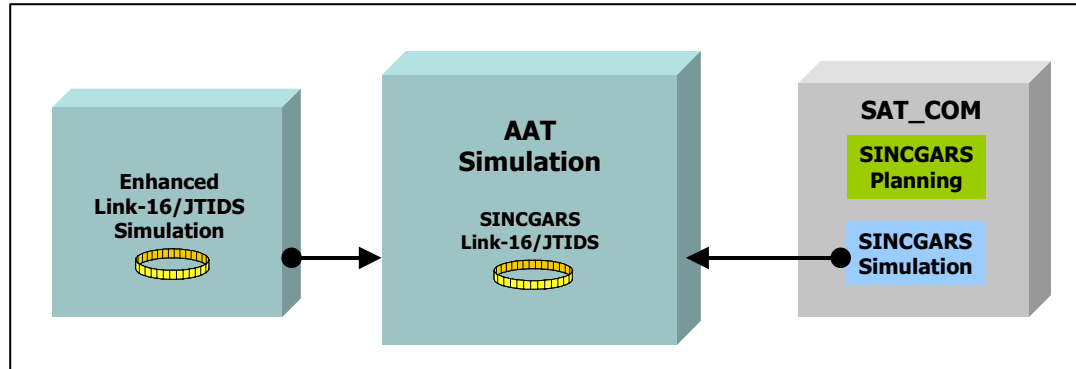 Enhanced
Link-16/JTIDS
Simulation
AAT
Simulation
SINCGARS
Link-16/JTIDS
SAT_COM
SINCGARS
Planning
SINCGARS
Simulation